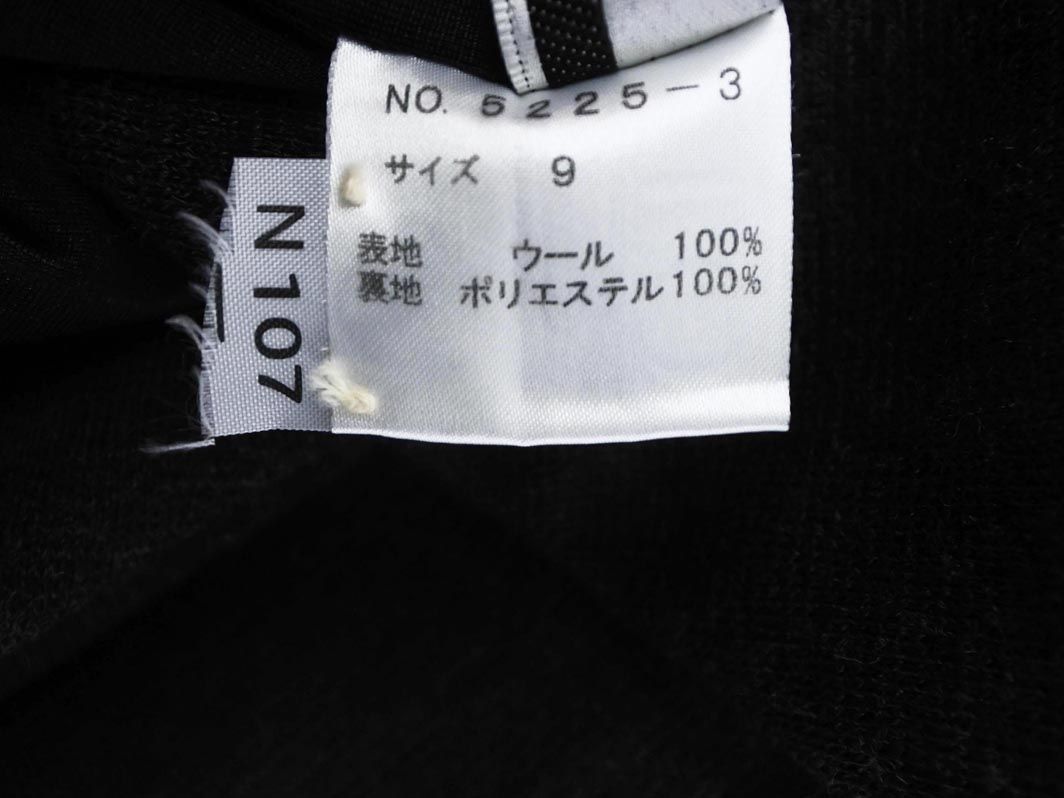 NO. 5225-3
サイズ 9
表地 ウール 100%
裏地 ポリエステル100%
N107